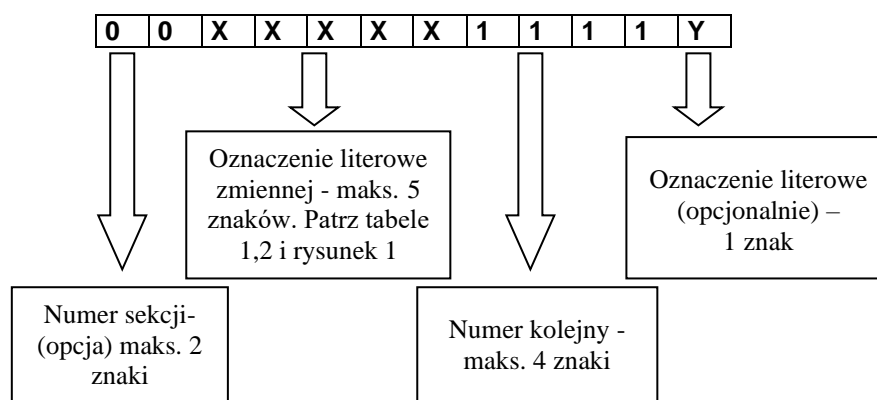 0 0 X X X X X 1 1 1 1 Y
Oznaczenie literowe
zmiennej - maks. 5
znaków. Patrz tabele
1,2 i rysunek 1
Oznaczenie literowe
(opcjonalnie) –
1 znak
Numer sekcji-
(opcja) maks. 2
znaki
Numer kolejny -
maks. 4 znaki